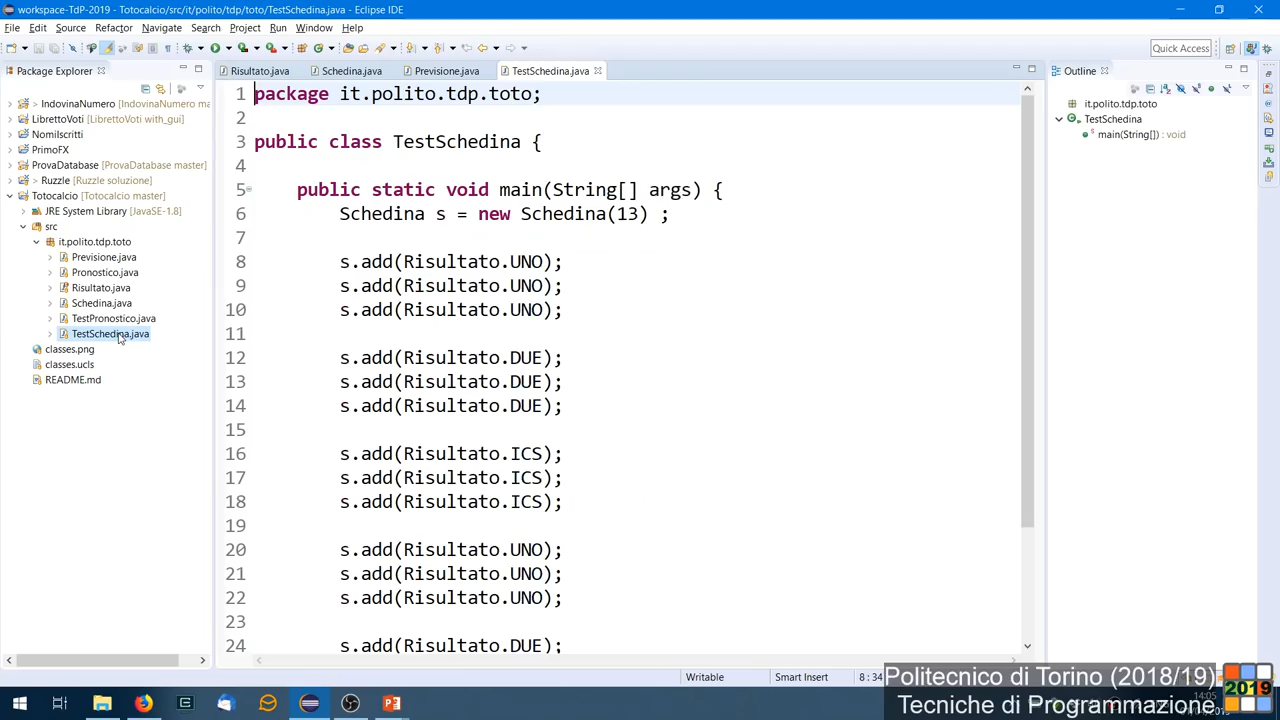 workspace-TdP-2019 - Totocalcio/src/it/polito/tdp/toto/TestSchedina.java - Eclipse IDE
File Edit Source Refactor Navigate Search Project Run Window Help
Quick Access
Package Explorer
Risultato.java Schedina.java Previsione.java TestSchedina.java
Outline
> IndovinaNumero [IndovinaNumero ma
LibrettoVoti [LibrettoVoti with_gui]
NomiIscritti
PrimoFX
ProvaDatabase [ProvaDatabase master]
> Ruzzle [Ruzzle soluzione]
Totocalcio [Totocalcio master]
JRE System Library [JavaSE-1.8]
src
it.polito.tdp.toto
Previsione.java
Pronostico.java
Risultato.java
Schedina.java
TestPronostico.java
TestSchedina.java
classes.png
classes.ucls
README.md
1 package it.polito.tdp.toto;
2
3 public class TestSchedina {
4
5 public static void main(String[] args) {
6 Schedina s = new Schedina(13) ;
7
8 s.add(Risultato.UNO);
9 s.add(Risultato.UNO);
10 s.add(Risultato.UNO);
11
12 s.add(Risultato.DUE);
13 s.add(Risultato.DUE);
14 s.add(Risultato.DUE);
15
16 s.add(Risultato.ICS);
17 s.add(Risultato.ICS);
18 s.add(Risultato.ICS);
19
20 s.add(Risultato.UNO);
21 s.add(Risultato.UNO);
22 s.add(Risultato.UNO);
23
24 s.add(Risultato.DUE);
it.polito.tdp.toto
TestSchedina
main(String[]) : void
Writable Smart Insert 8 : 34
Politecnico di Torino (2018/19)
Tecniche di Programmazione
2019
14:05